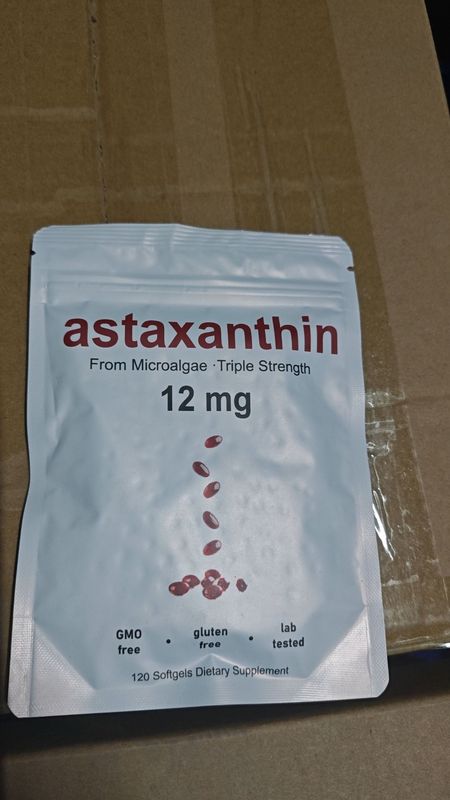 astaxanthin
From Microalgae · Triple Strength
12 mg
GMO free • gluten free • lab tested
120 Softgels Dietary Supplement